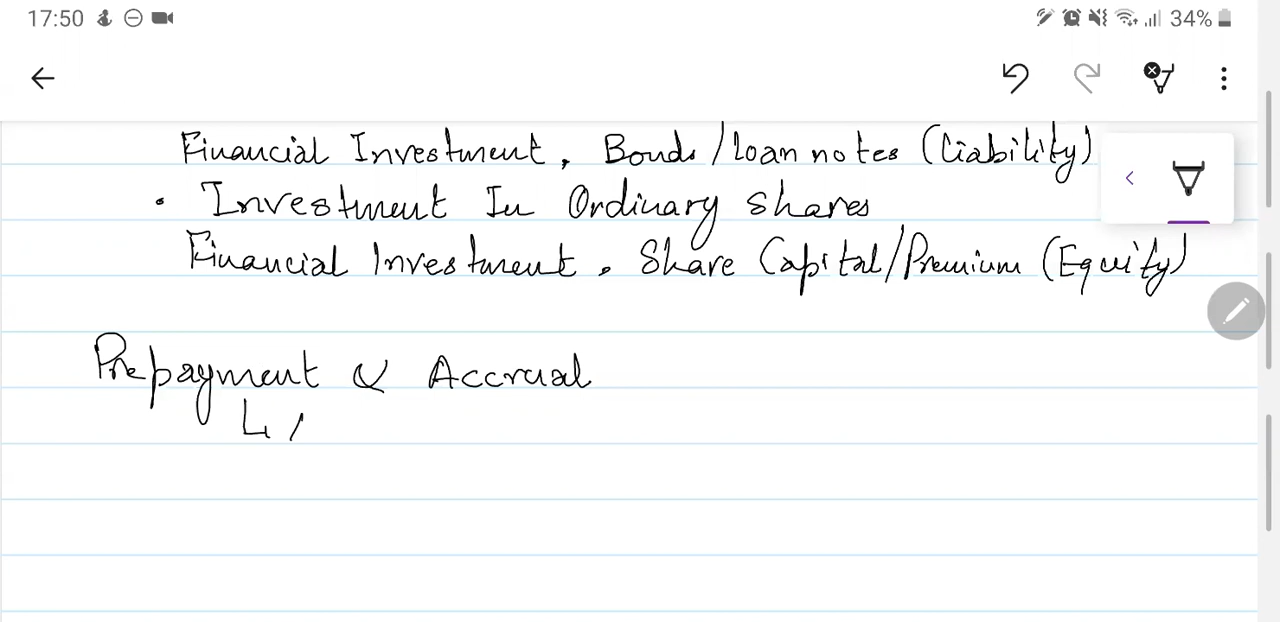 17:50 34%
Financial Investment, Bonds/Loan notes (Liability)
• Investment In Ordinary shares
Financial Investment. Share Capital/Premium (Equity)
Prepayment & Accrual